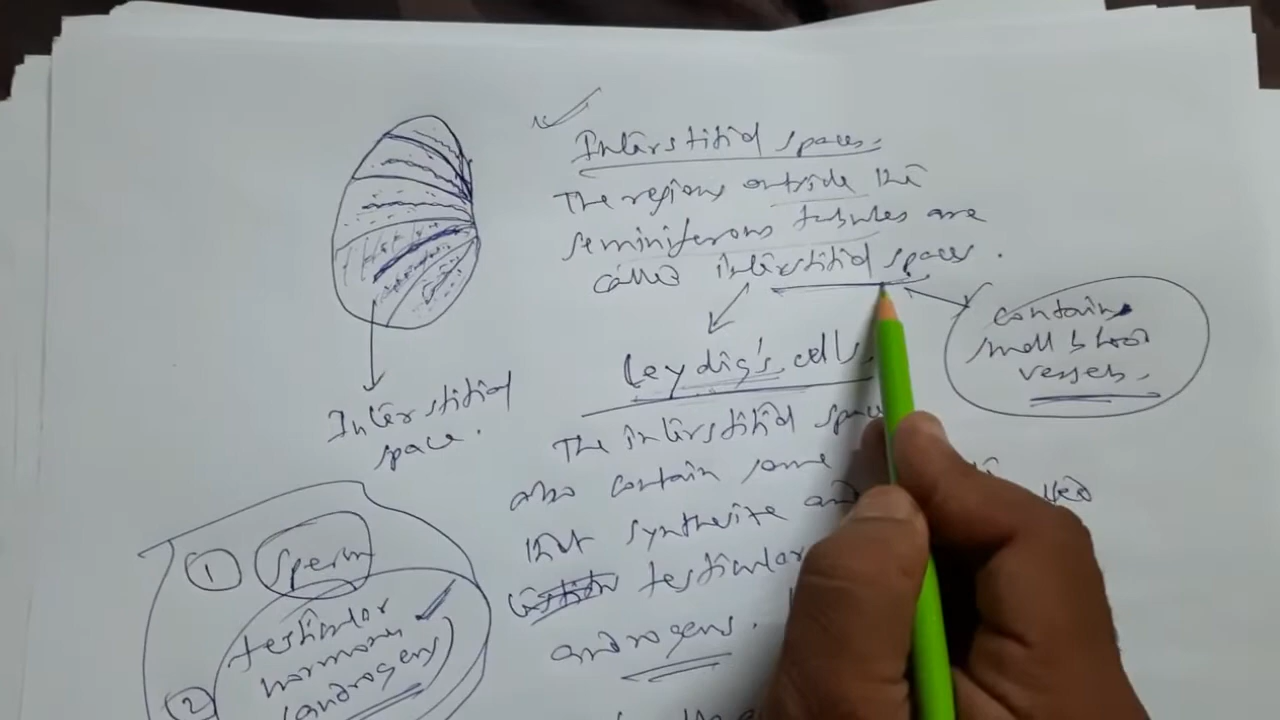 Interstitial spaces.
The regions outside the
seminiferous tubules are
called interstitial spaces.
contains
small blood
vessels.
Leydig's cells
The interstitial space
also contain some
that synthesize and
testicular
androgens.
Interstitial
space.
1 sperm
2 testicular
hormones
(androgens)